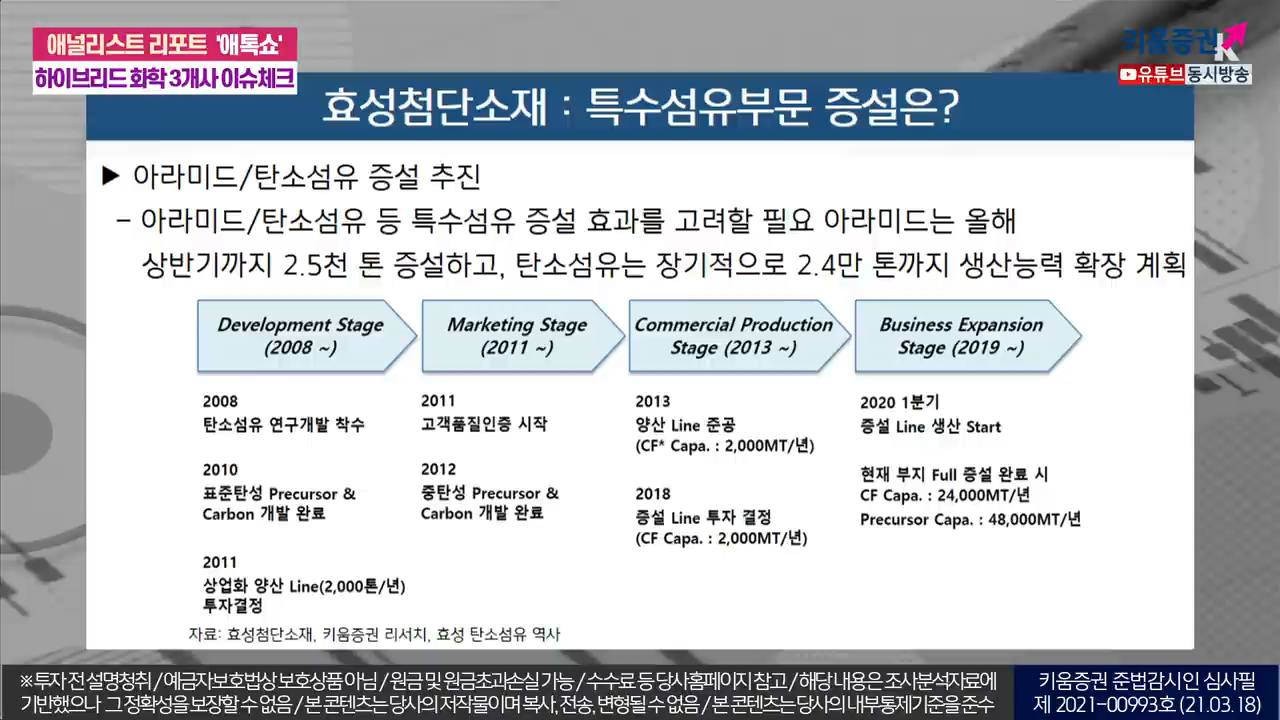 애널리스트 리포트 '애톡쇼'
하이브리드 화학 3개사 이슈체크
키움증권
유튜브 동시방송
효성첨단소재 : 특수섬유부문 증설은?
▶ 아라미드/탄소섬유 증설 추진
– 아라미드/탄소섬유 등 특수섬유 증설 효과를 고려할 필요 아라미드는 올해
상반기까지 2.5천 톤 증설하고, 탄소섬유는 장기적으로 2.4만 톤까지 생산능력 확장 계획
Development Stage
(2008 ~)
Marketing Stage
(2011 ~)
Commercial Production
Stage (2013 ~)
Business Expansion
Stage (2019 ~)
2008
탄소섬유 연구개발 착수
2010
표준탄성 Precursor &
Carbon 개발 완료
2011
상업화 양산 Line(2,000톤/년)
투자결정
2011
고객품질인증 시작
2012
중탄성 Precursor &
Carbon 개발 완료
2013
양산 Line 준공
(CF* Capa. : 2,000MT/년)
2018
증설 Line 투자 결정
(CF Capa. : 2,000MT/년)
2020 1분기
증설 Line 생산 Start
현재 부지 Full 증설 완료 시
CF Capa. : 24,000MT/년
Precursor Capa. : 48,000MT/년
자료: 효성첨단소재, 키움증권 리서치, 효성 탄소섬유 역사
※ 투자 전 설명청취 / 예금자보호법상 보호상품 아님 / 원금 및 원금초과손실 가능 / 수수료 등 당사홈페이지 참고 / 해당 내용은 조사분석자료에
기반했으나 그 정확성을 보장할 수 없음 / 본 콘텐츠는 당사의 저작물이며 복사, 전송, 변형될 수 없음 / 본 콘텐츠는 당사의 내부통제기준을 준수
키움증권 준법감시인 심사필
제 2021-00993호 (21.03.18)